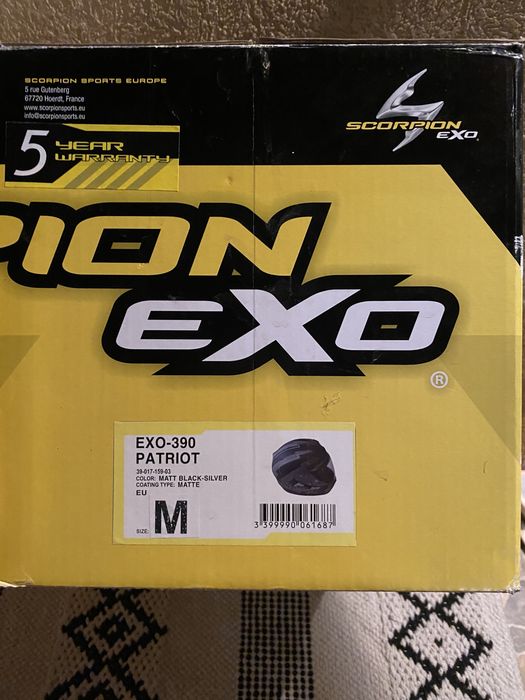 SCORPION SPORTS EUROPE
5 rue Gutenberg
67720 Hoerdt, France
www.scorpionsports.eu
info@scorpionsports.eu
SCORPION
EXO®
5 YEAR
WARRANTY
PION
EXO
®
EXO-390
PATRIOT
39-017-159-03
COLOR: MATT BLACK-SILVER
COATING TYPE: MATTE
EU
SIZE: M
3 399990 061687